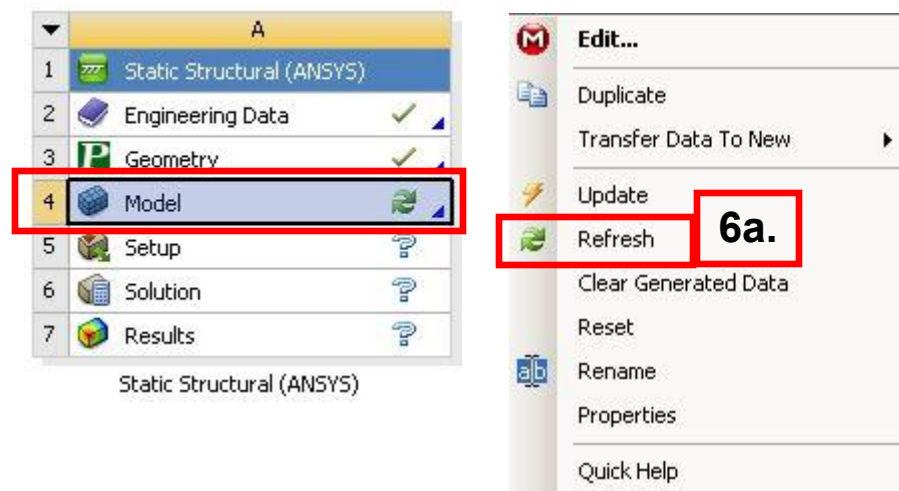 A
1 Static Structural (ANSYS)
2 Engineering Data
3 Geometry
4 Model
5 Setup
6 Solution
7 Results
Static Structural (ANSYS)
Edit...
Duplicate
Transfer Data To New
Update
Refresh
6a.
Clear Generated Data
Reset
Rename
Properties
Quick Help